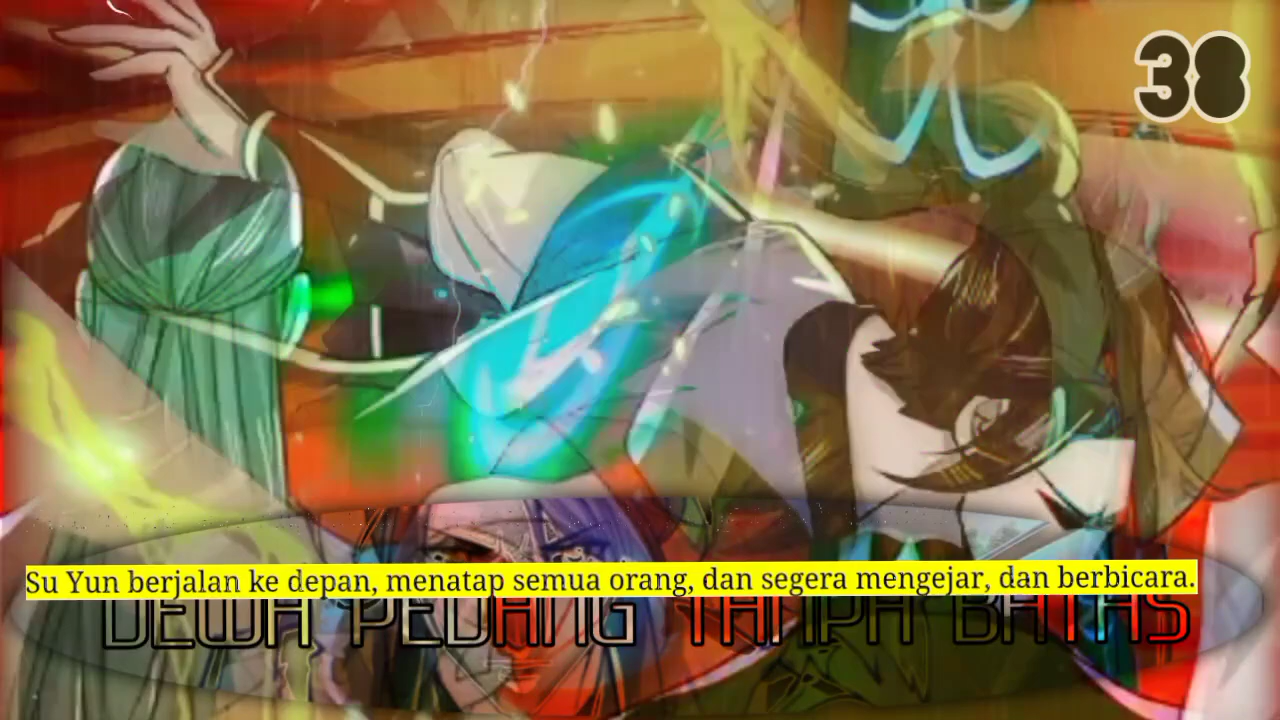 38
Su Yun berjalan ke depan, menatap semua orang, dan segera mengejar, dan berbicara.
DEWA PEDANG TANPA BATAS